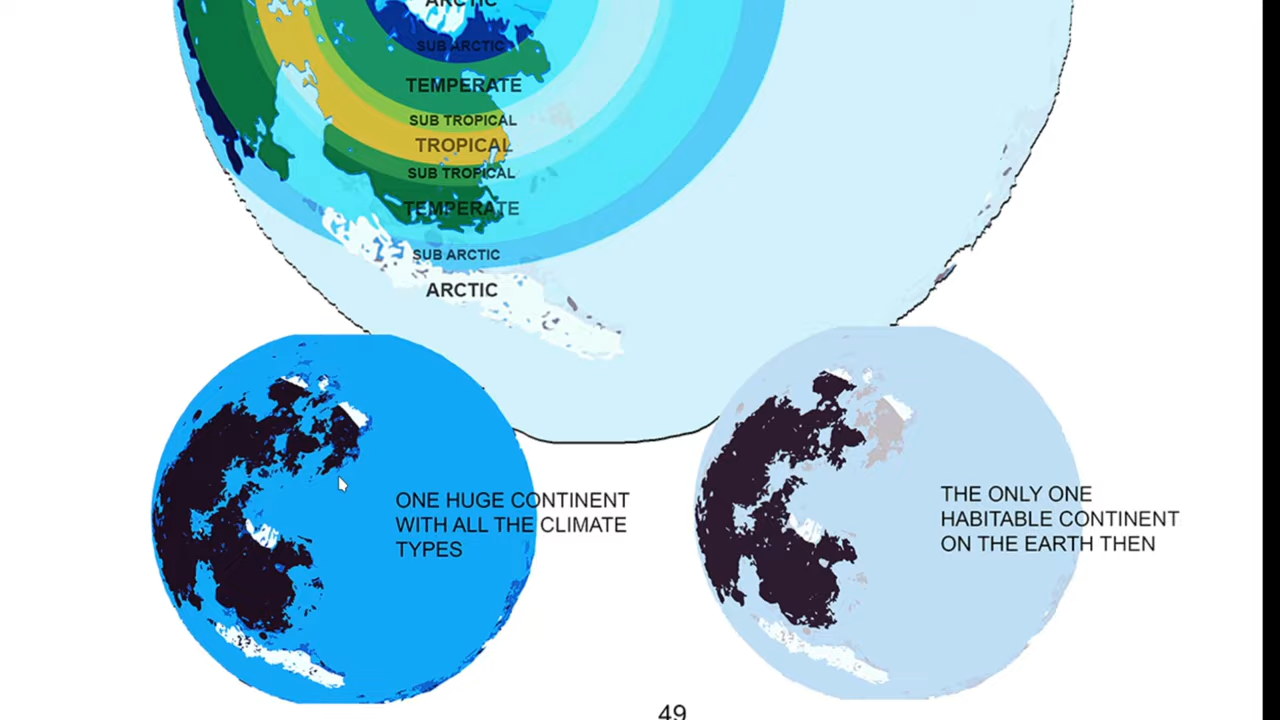 ARCTIC
SUB ARCTIC
TEMPERATE
SUB TROPICAL
TROPICAL
SUB TROPICAL
TEMPERATE
SUB ARCTIC
ARCTIC
ONE HUGE CONTINENT
WITH ALL THE CLIMATE
TYPES
THE ONLY ONE
HABITABLE CONTINENT
ON THE EARTH THEN
49